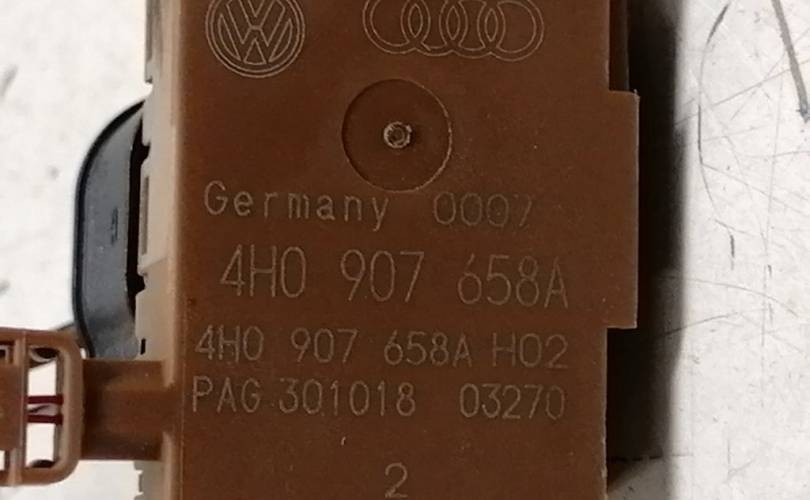 Germany 0007
4H0 907 658A
4H0 907 658A H02
PAG 301018 03270
2